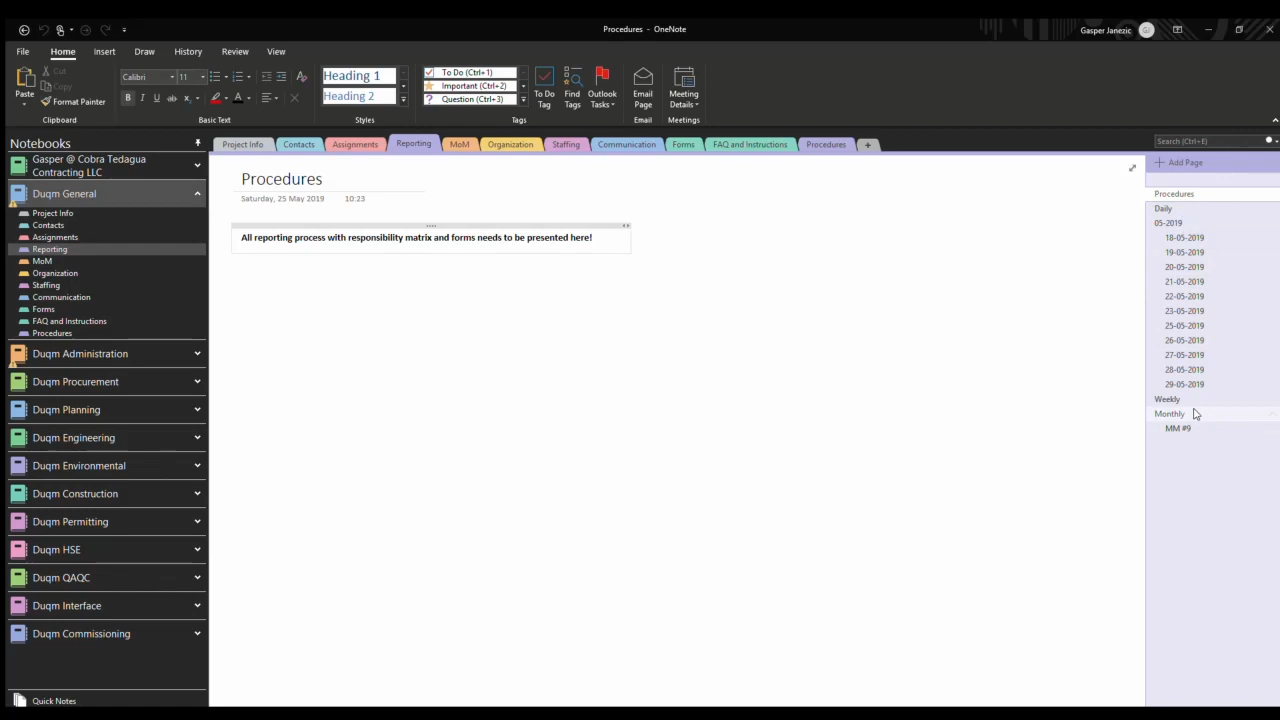 Procedures - OneNote
Gasper Janezic
File Home Insert Draw History Review View
Paste
Cut
Copy
Format Painter
Clipboard
Calibri 11
B I U ab x A
Basic Text
Heading 1
Heading 2
Styles
To Do (Ctrl+1)
Important (Ctrl+2)
Question (Ctrl+3)
To Do Tag
Find Tags
Outlook Tasks
Tags
Email Page
Email
Meeting Details
Meetings
Notebooks
Gasper @ Cobra Tedagua
Contracting LLC
Duqm General
Project Info
Contacts
Assignments
Reporting
MoM
Organization
Staffing
Communication
Forms
FAQ and Instructions
Procedures
Duqm Administration
Duqm Procurement
Duqm Planning
Duqm Engineering
Duqm Environmental
Duqm Construction
Duqm Permitting
Duqm HSE
Duqm QAQC
Duqm Interface
Duqm Commissioning
Quick Notes
Project Info Contacts Assignments Reporting MoM Organization Staffing Communication Forms FAQ and Instructions Procedures
Search (Ctrl+E)
Procedures
Saturday, 25 May 2019 10:23
All reporting process with responsibility matrix and forms needs to be presented here!
Add Page
Procedures
Daily
05-2019
18-05-2019
19-05-2019
20-05-2019
21-05-2019
22-05-2019
23-05-2019
25-05-2019
26-05-2019
27-05-2019
28-05-2019
29-05-2019
Weekly
Monthly
MM #9